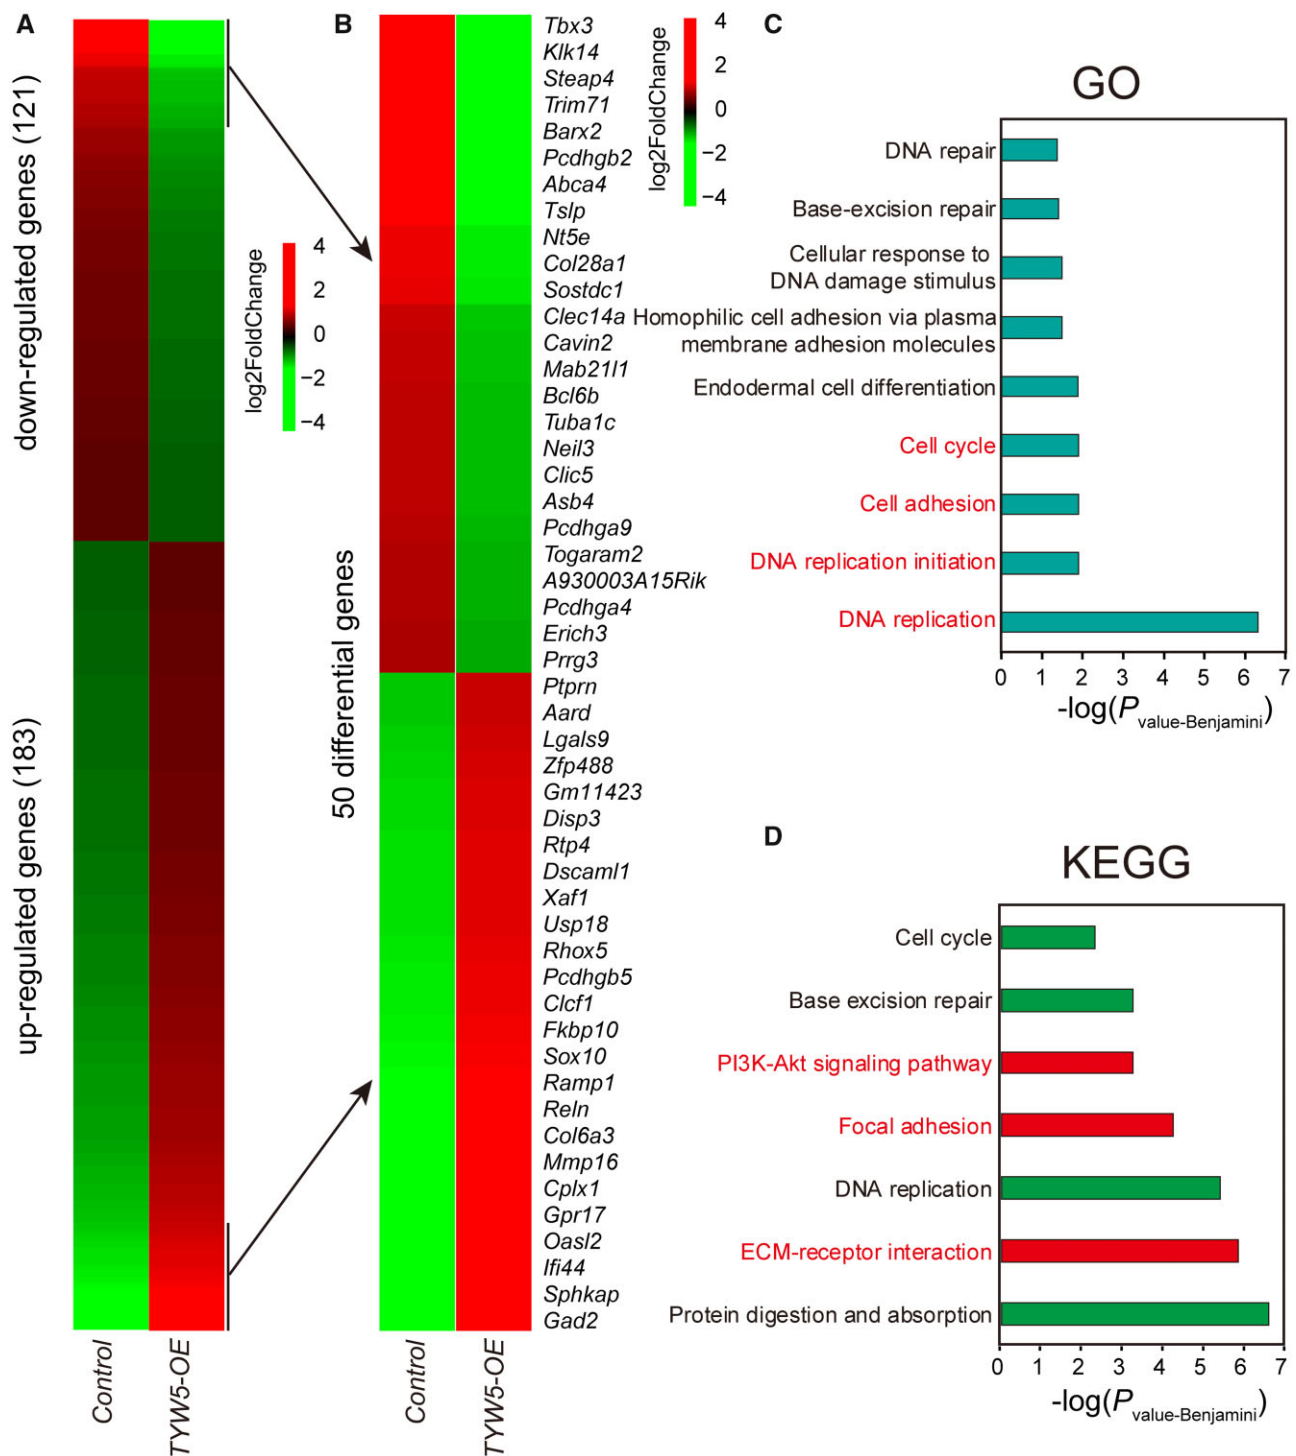 A
down-regulated genes (121)
up-regulated genes (183)
log2FoldChange
4
2
0
−2
−4
Control
TYW5-OE
B
50 differential genes
Tbx3
Klk14
Steap4
Trim71
Barx2
Pcdhgb2
Abca4
Tslp
Nt5e
Col28a1
Sostdc1
Clec14a
Cavin2
Mab21l1
Bcl6b
Tuba1c
Neil3
Clic5
Asb4
Pcdhga9
Togaram2
A930003A15Rik
Pcdhga4
Erich3
Prrg3
Ptprn
Aard
Lgals9
Zfp488
Gm11423
Disp3
Rtp4
Dscaml1
Xaf1
Usp18
Rhox5
Pcdhgb5
Clcf1
Fkbp10
Sox10
Ramp1
Reln
Col6a3
Mmp16
Cplx1
Gpr17
Oasl2
Ifi44
Sphkap
Gad2
log2FoldChange
4
2
0
−2
−4
Control
TYW5-OE
C
GO
DNA repair
Base-excision repair
Cellular response to
DNA damage stimulus
Homophilic cell adhesion via plasma
membrane adhesion molecules
Endodermal cell differentiation
Cell cycle
Cell adhesion
DNA replication initiation
DNA replication
0 1 2 3 4 5 6 7
-log(P value-Benjamini)
D
KEGG
Cell cycle
Base excision repair
PI3K-Akt signaling pathway
Focal adhesion
DNA replication
ECM-receptor interaction
Protein digestion and absorption
0 1 2 3 4 5 6 7
-log(P value-Benjamini)